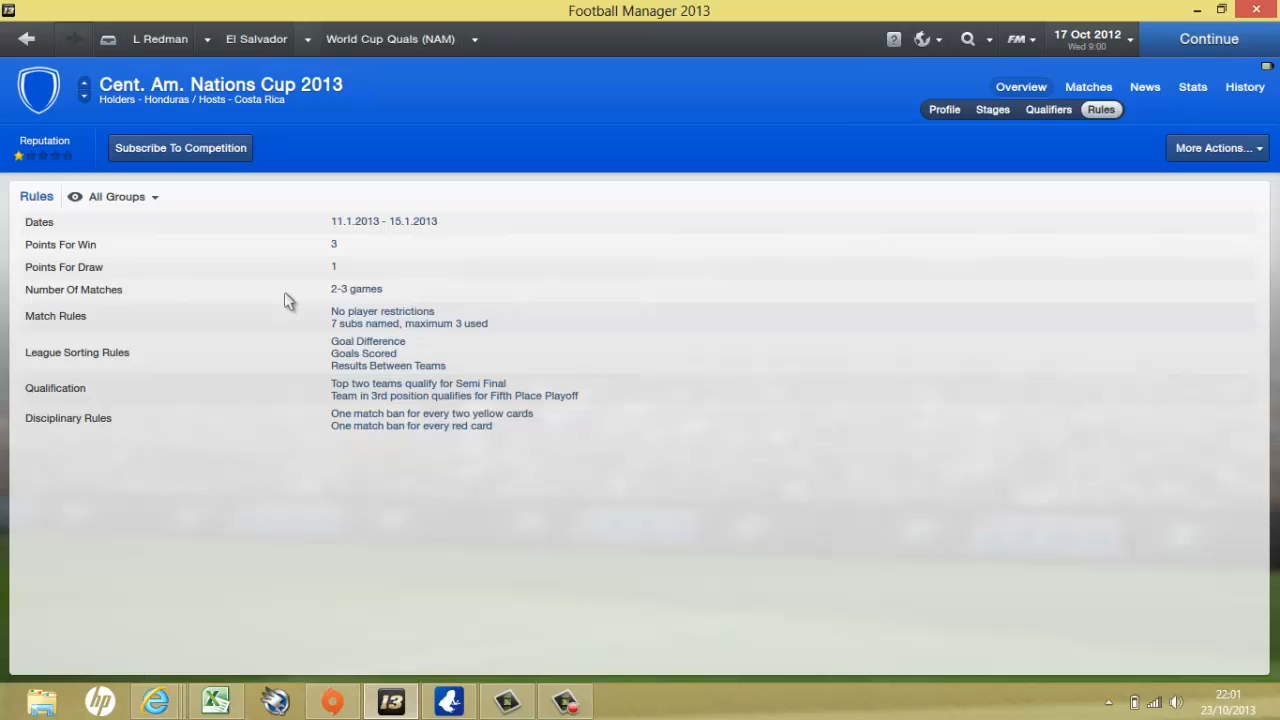 13 Football Manager 2013
L Redman El Salvador World Cup Quals (NAM) ? FM 17 Oct 2012 Continue
Wed 9:00
Cent. Am. Nations Cup 2013
Holders - Honduras / Hosts - Costa Rica
Overview Matches News Stats History
Profile Stages Qualifiers Rules
Reputation
Subscribe To Competition More Actions...
Rules All Groups
Dates 11.1.2013 - 15.1.2013
Points For Win 3
Points For Draw 1
Number Of Matches 2-3 games
Match Rules No player restrictions
7 subs named, maximum 3 used
League Sorting Rules Goal Difference
Goals Scored
Results Between Teams
Qualification Top two teams qualify for Semi Final
Team in 3rd position qualifies for Fifth Place Playoff
Disciplinary Rules One match ban for every two yellow cards
One match ban for every red card
hp 13 22:01
23/10/2013